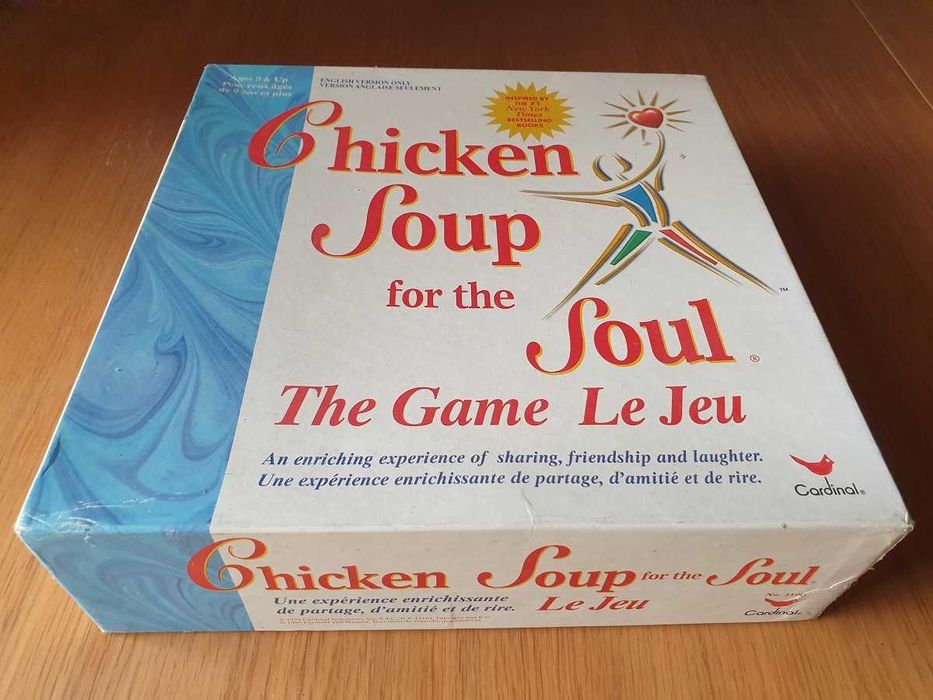 Ages 9 & Up
Pour ceux âgés
de 9 ans et plus
ENGLISH VERSION ONLY
VERSION ANGLAISE SEULEMENT
INSPIRED BY
THE #1
New York
Times
BESTSELLING
BOOKS
Chicken
Soup
for the
Soul ®
TM
The Game Le Jeu
An enriching experience of sharing, friendship and laughter.
Une expérience enrichissante de partage, d'amitié et de rire.
Cardinal®
Chicken Soup for the Soul
Une expérience enrichissante
de partage, d'amitié et de rire.
Le Jeu
Cardinal®